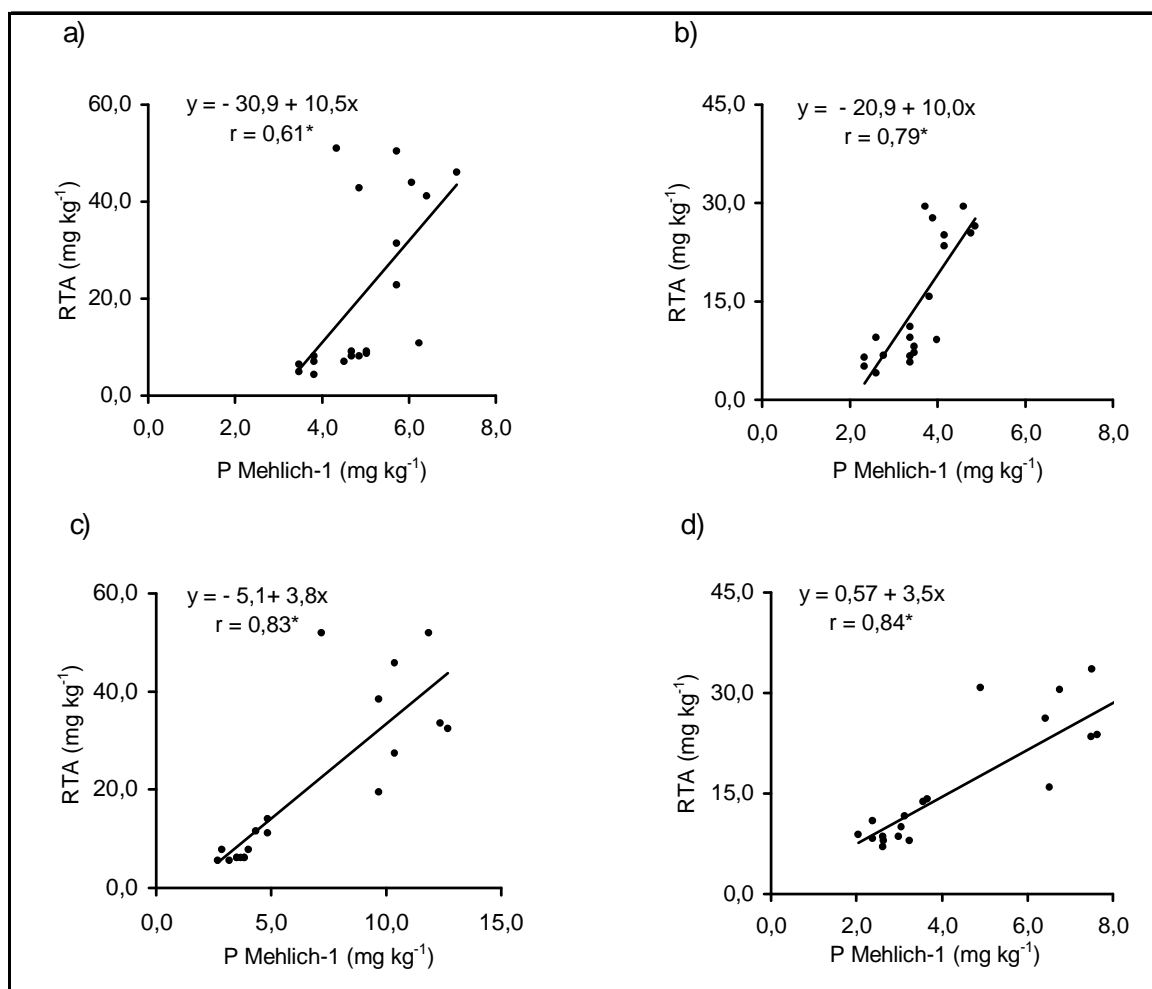 a)
y = - 30,9 + 10,5x
r = 0,61*
60,0
40,0
20,0
0,0
RTA (mg kg⁻¹)
0,0 2,0 4,0 6,0 8,0
P Mehlich-1 (mg kg⁻¹)
b)
y = - 20,9 + 10,0x
r = 0,79*
45,0
30,0
15,0
0,0
RTA (mg kg⁻¹)
0,0 2,0 4,0 6,0 8,0
P Mehlich-1 (mg kg⁻¹)
c)
y = - 5,1+ 3,8x
r = 0,83*
60,0
40,0
20,0
0,0
RTA (mg kg⁻¹)
0,0 5,0 10,0 15,0
P Mehlich-1 (mg kg⁻¹)
d)
y = 0,57 + 3,5x
r = 0,84*
45,0
30,0
15,0
0,0
RTA (mg kg⁻¹)
0,0 2,0 4,0 6,0 8,0
P Mehlich-1 (mg kg⁻¹)